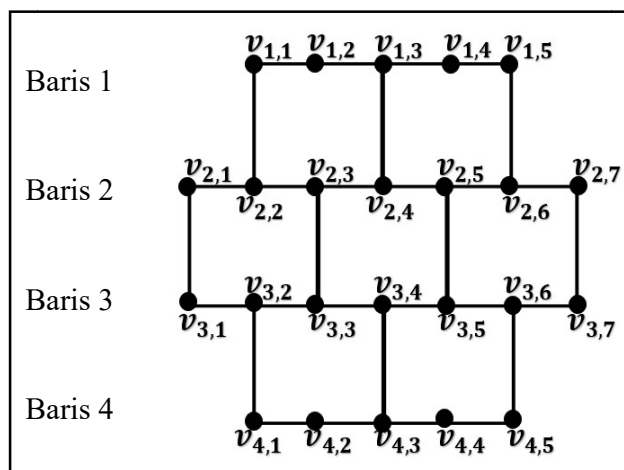 v1,1 v1,2 v1,3 v1,4 v1,5
Baris 1
v2,1 v2,3 v2,5 v2,7
Baris 2
v2,2 v2,4 v2,6
v3,2 v3,4 v3,6
Baris 3
v3,1 v3,3 v3,5 v3,7
Baris 4
v4,1 v4,2 v4,3 v4,4 v4,5